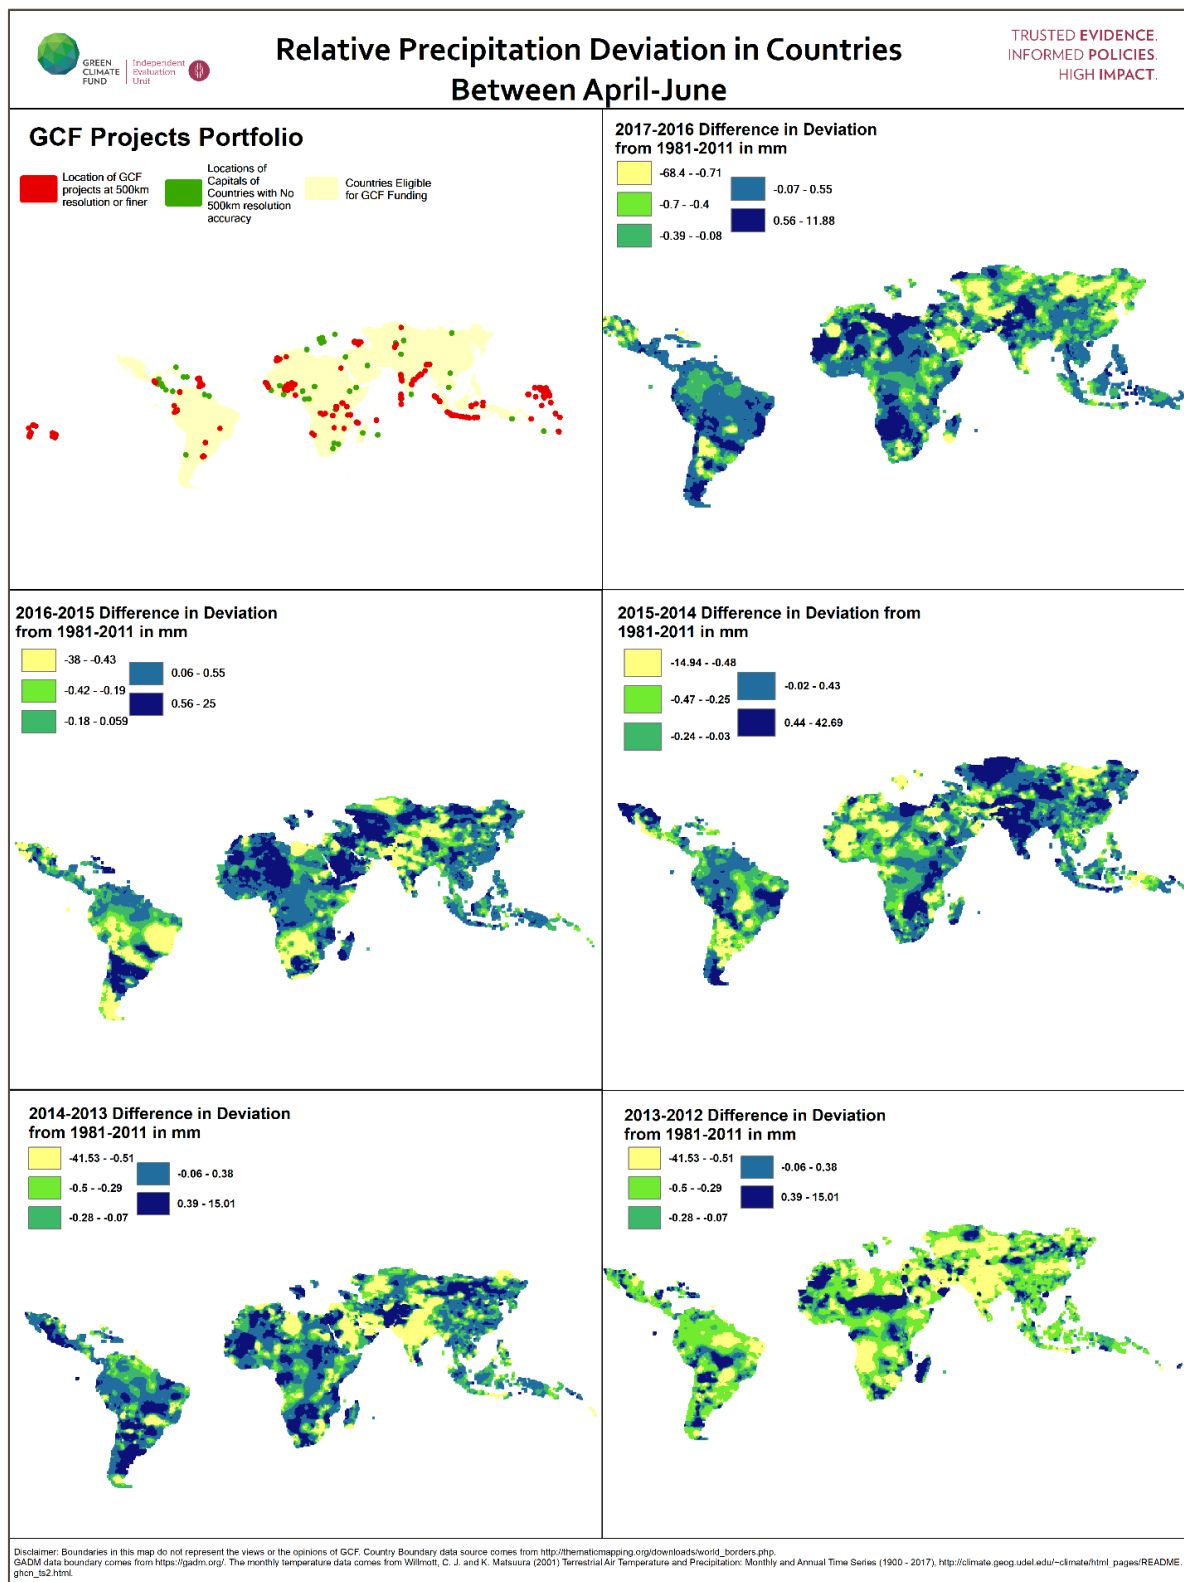 GREEN
CLIMATE
FUND
Independent
Evaluation
Unit
Relative Precipitation Deviation in Countries
Between April-June
TRUSTED EVIDENCE.
INFORMED POLICIES.
HIGH IMPACT.
GCF Projects Portfolio
Location of GCF
projects at 500km
resolution or finer
Locations of
Capitals of
Countries with No
500km resolution
accuracy
Countries Eligible
for GCF Funding
2017-2016 Difference in Deviation
from 1981-2011 in mm
-68.4 - -0.71
-0.7 - -0.4
-0.39 - -0.08
-0.07 - 0.55
0.56 - 11.88
2016-2015 Difference in Deviation
from 1981-2011 in mm
-38 - -0.43
-0.42 - -0.19
-0.18 - 0.059
0.06 - 0.55
0.56 - 25
2015-2014 Difference in Deviation from
1981-2011 in mm
-14.94 - -0.48
-0.47 - -0.25
-0.24 - -0.03
-0.02 - 0.43
0.44 - 42.69
2014-2013 Difference in Deviation
from 1981-2011 in mm
-41.53 - -0.51
-0.5 - -0.29
-0.28 - -0.07
-0.06 - 0.38
0.39 - 15.01
2013-2012 Difference in Deviation
from 1981-2011 in mm
-41.53 - -0.51
-0.5 - -0.29
-0.28 - -0.07
-0.06 - 0.38
0.39 - 15.01
Disclaimer: Boundaries in this map do not represent the views or the opinions of GCF. Country Boundary data source comes from http://thematicmapping.org/downloads/world_borders.php.
GADM data boundary comes from https://gadm.org/. The monthly temperature data comes from Willmott, C. J. and K. Matsuura (2001) Terrestrial Air Temperature and Precipitation: Monthly and Annual Time Series (1900 - 2017), http://climate.geog.udel.edu/~climate/html_pages/README.
ghcn_ts2.html.